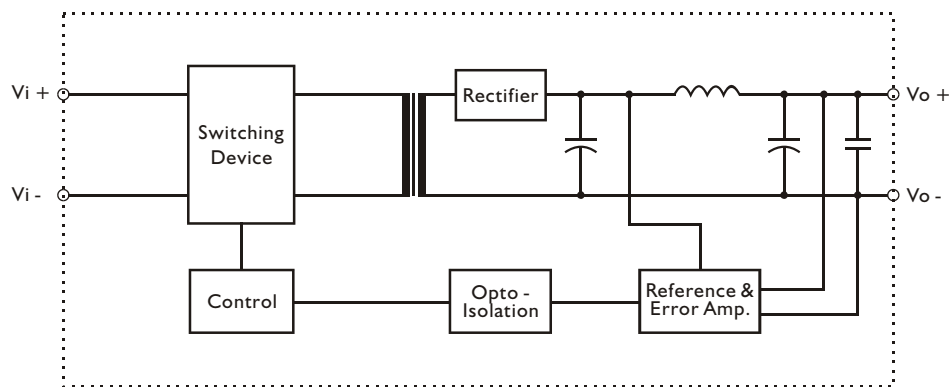 Vi +
Switching
Device
Rectifier
Vo +
Vi -
Vo -
Control
Opto -
Isolation
Reference &
Error Amp.